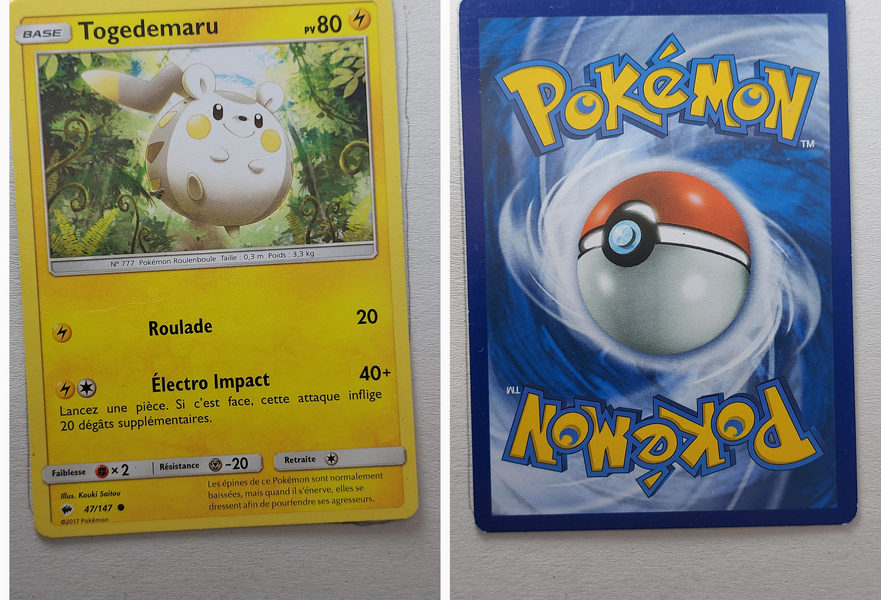 BASE Togedemaru PV 80
N° 777 Pokémon Roulenboule Taille : 0,3 m Poids : 3,3 kg
Roulade 20
Électro Impact 40+
Lancez une pièce. Si c'est face, cette attaque inflige
20 dégâts supplémentaires.
Faiblesse ×2 Résistance -20 Retraite
Illus. Kouki Saitou
47/147
©2017 Pokémon
Les épines de ce Pokémon sont normalement
baissées, mais quand il s'énerve, elles se
dressent afin de pourfendre ses agresseurs.
POKéMON
TM
POKéMON
TM